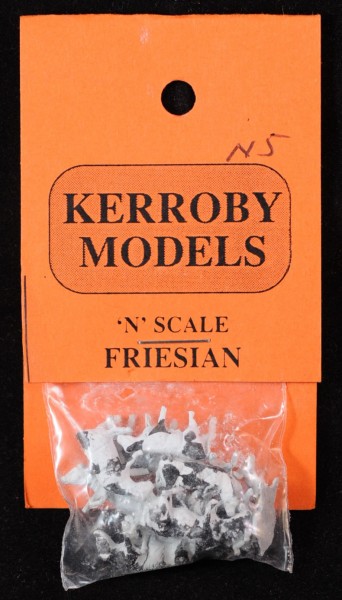 N5
KERROBY
MODELS
'N' SCALE
FRIESIAN